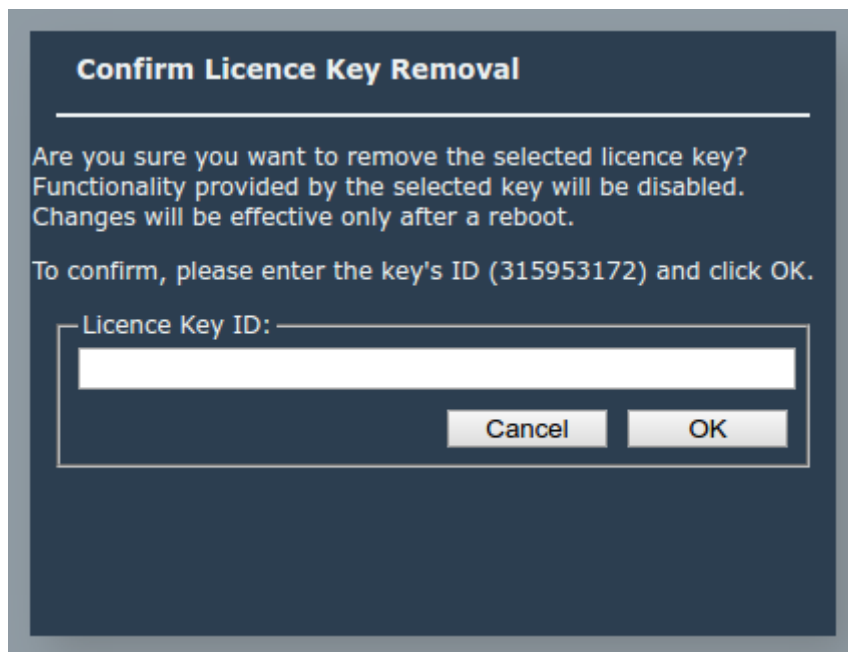 Confirm Licence Key Removal
Are you sure you want to remove the selected licence key?
Functionality provided by the selected key will be disabled.
Changes will be effective only after a reboot.
To confirm, please enter the key's ID (315953172) and click OK.
Licence Key ID:
Cancel OK